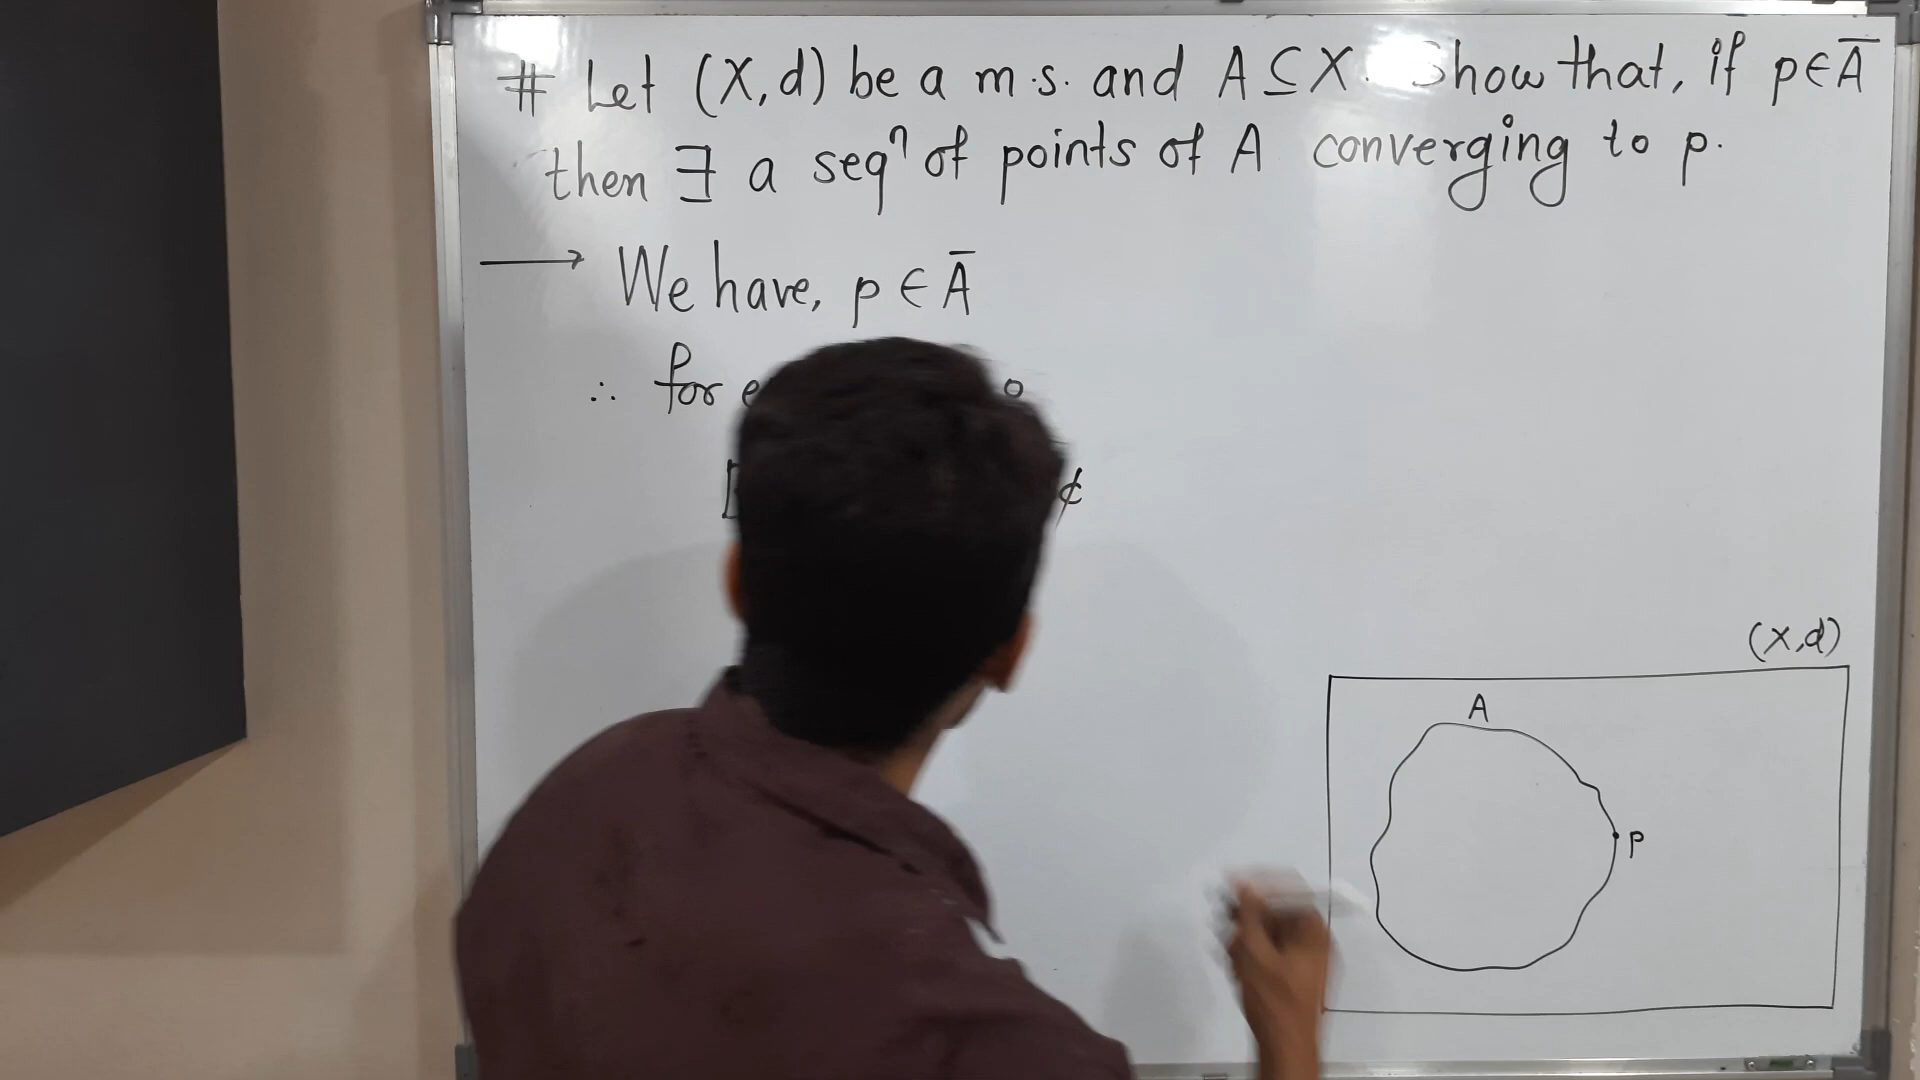 # Let (X,d) be a m.s. and A ⊆ X. Show that, if p∈A̅
then ∃ a seqⁿ of points of A converging to p.
→ We have, p ∈ A̅
∴ for
(X,d)
A
P